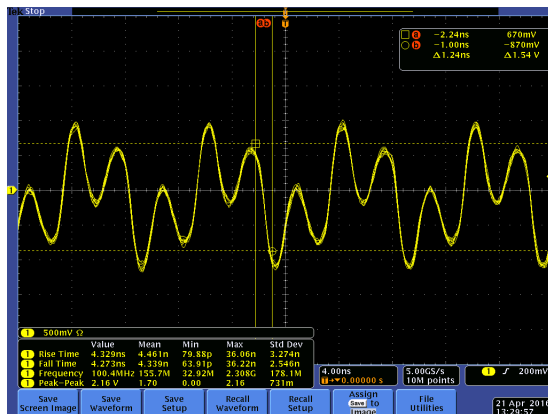 Tek Stop
a b
T
a -2.24ns 670mV
b -1.00ns -870mV
Δ1.24ns Δ1.54 V
1
1 500mV Ω
Value Mean Min Max Std Dev
1 Rise Time 4.329ns 4.461n 79.88p 36.06n 3.274n
1 Fall Time 4.273ns 4.339n 63.91p 36.22n 2.546n
1 Frequency 100.4MHz 155.7M 32.92M 2.308G 178.1M
1 Peak-Peak 2.16 V 1.70 0.00 2.16 731m
4.00ns 5.00GS/s 1 200mV
T→▼0.00000 s 10M points
Save Screen Image
Save Waveform
Save Setup
Recall Waveform
Recall Setup
Assign Save to Image
File Utilities
21 Apr 2016
13:29:57